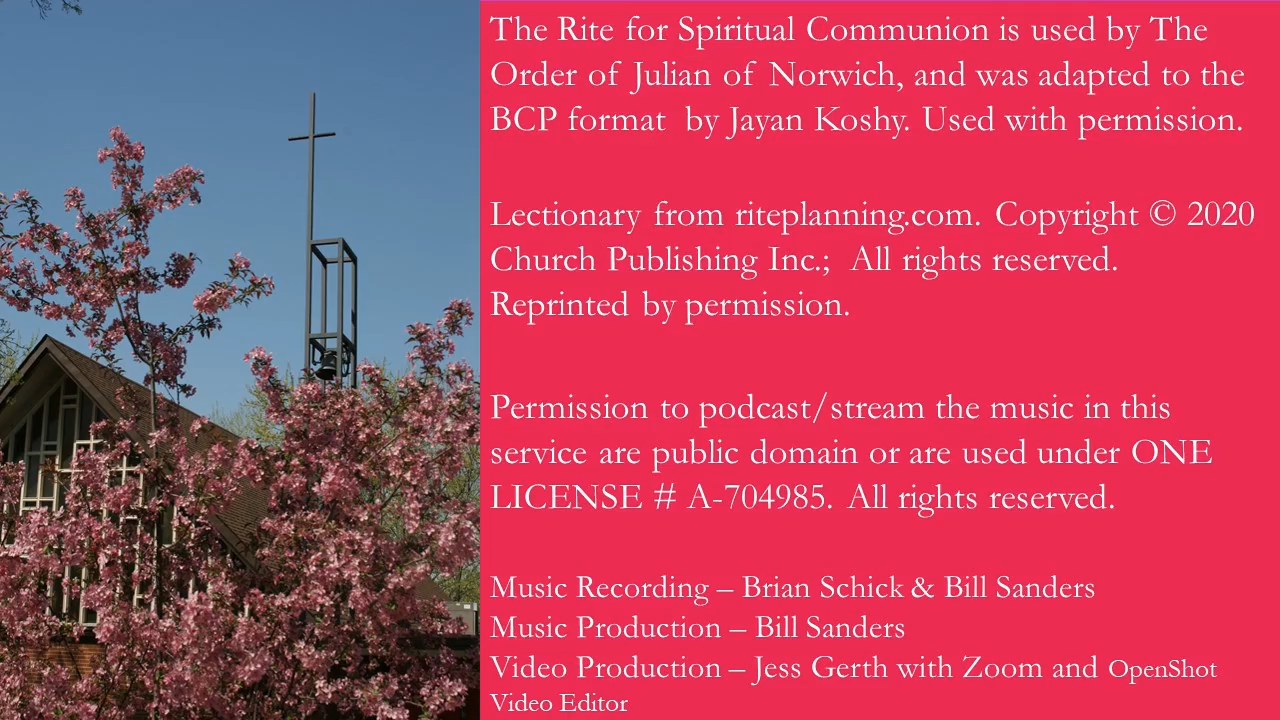 The Rite for Spiritual Communion is used by The
Order of Julian of Norwich, and was adapted to the
BCP format by Jayan Koshy. Used with permission.
Lectionary from riteplanning.com. Copyright © 2020
Church Publishing Inc.; All rights reserved.
Reprinted by permission.
Permission to podcast/stream the music in this
service are public domain or are used under ONE
LICENSE # A-704985. All rights reserved.
Music Recording – Brian Schick & Bill Sanders
Music Production – Bill Sanders
Video Production – Jess Gerth with Zoom and OpenShot
Video Editor